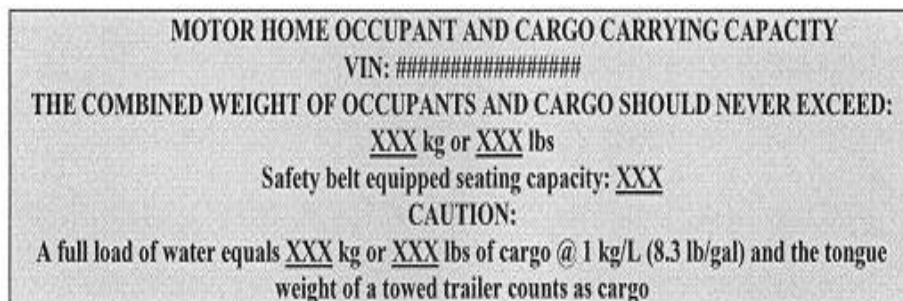 MOTOR HOME OCCUPANT AND CARGO CARRYING CAPACITY
VIN: #################
THE COMBINED WEIGHT OF OCCUPANTS AND CARGO SHOULD NEVER EXCEED:
XXX kg or XXX lbs
Safety belt equipped seating capacity: XXX
CAUTION:
A full load of water equals XXX kg or XXX lbs of cargo @ 1 kg/L (8.3 lb/gal) and the tongue
weight of a towed trailer counts as cargo